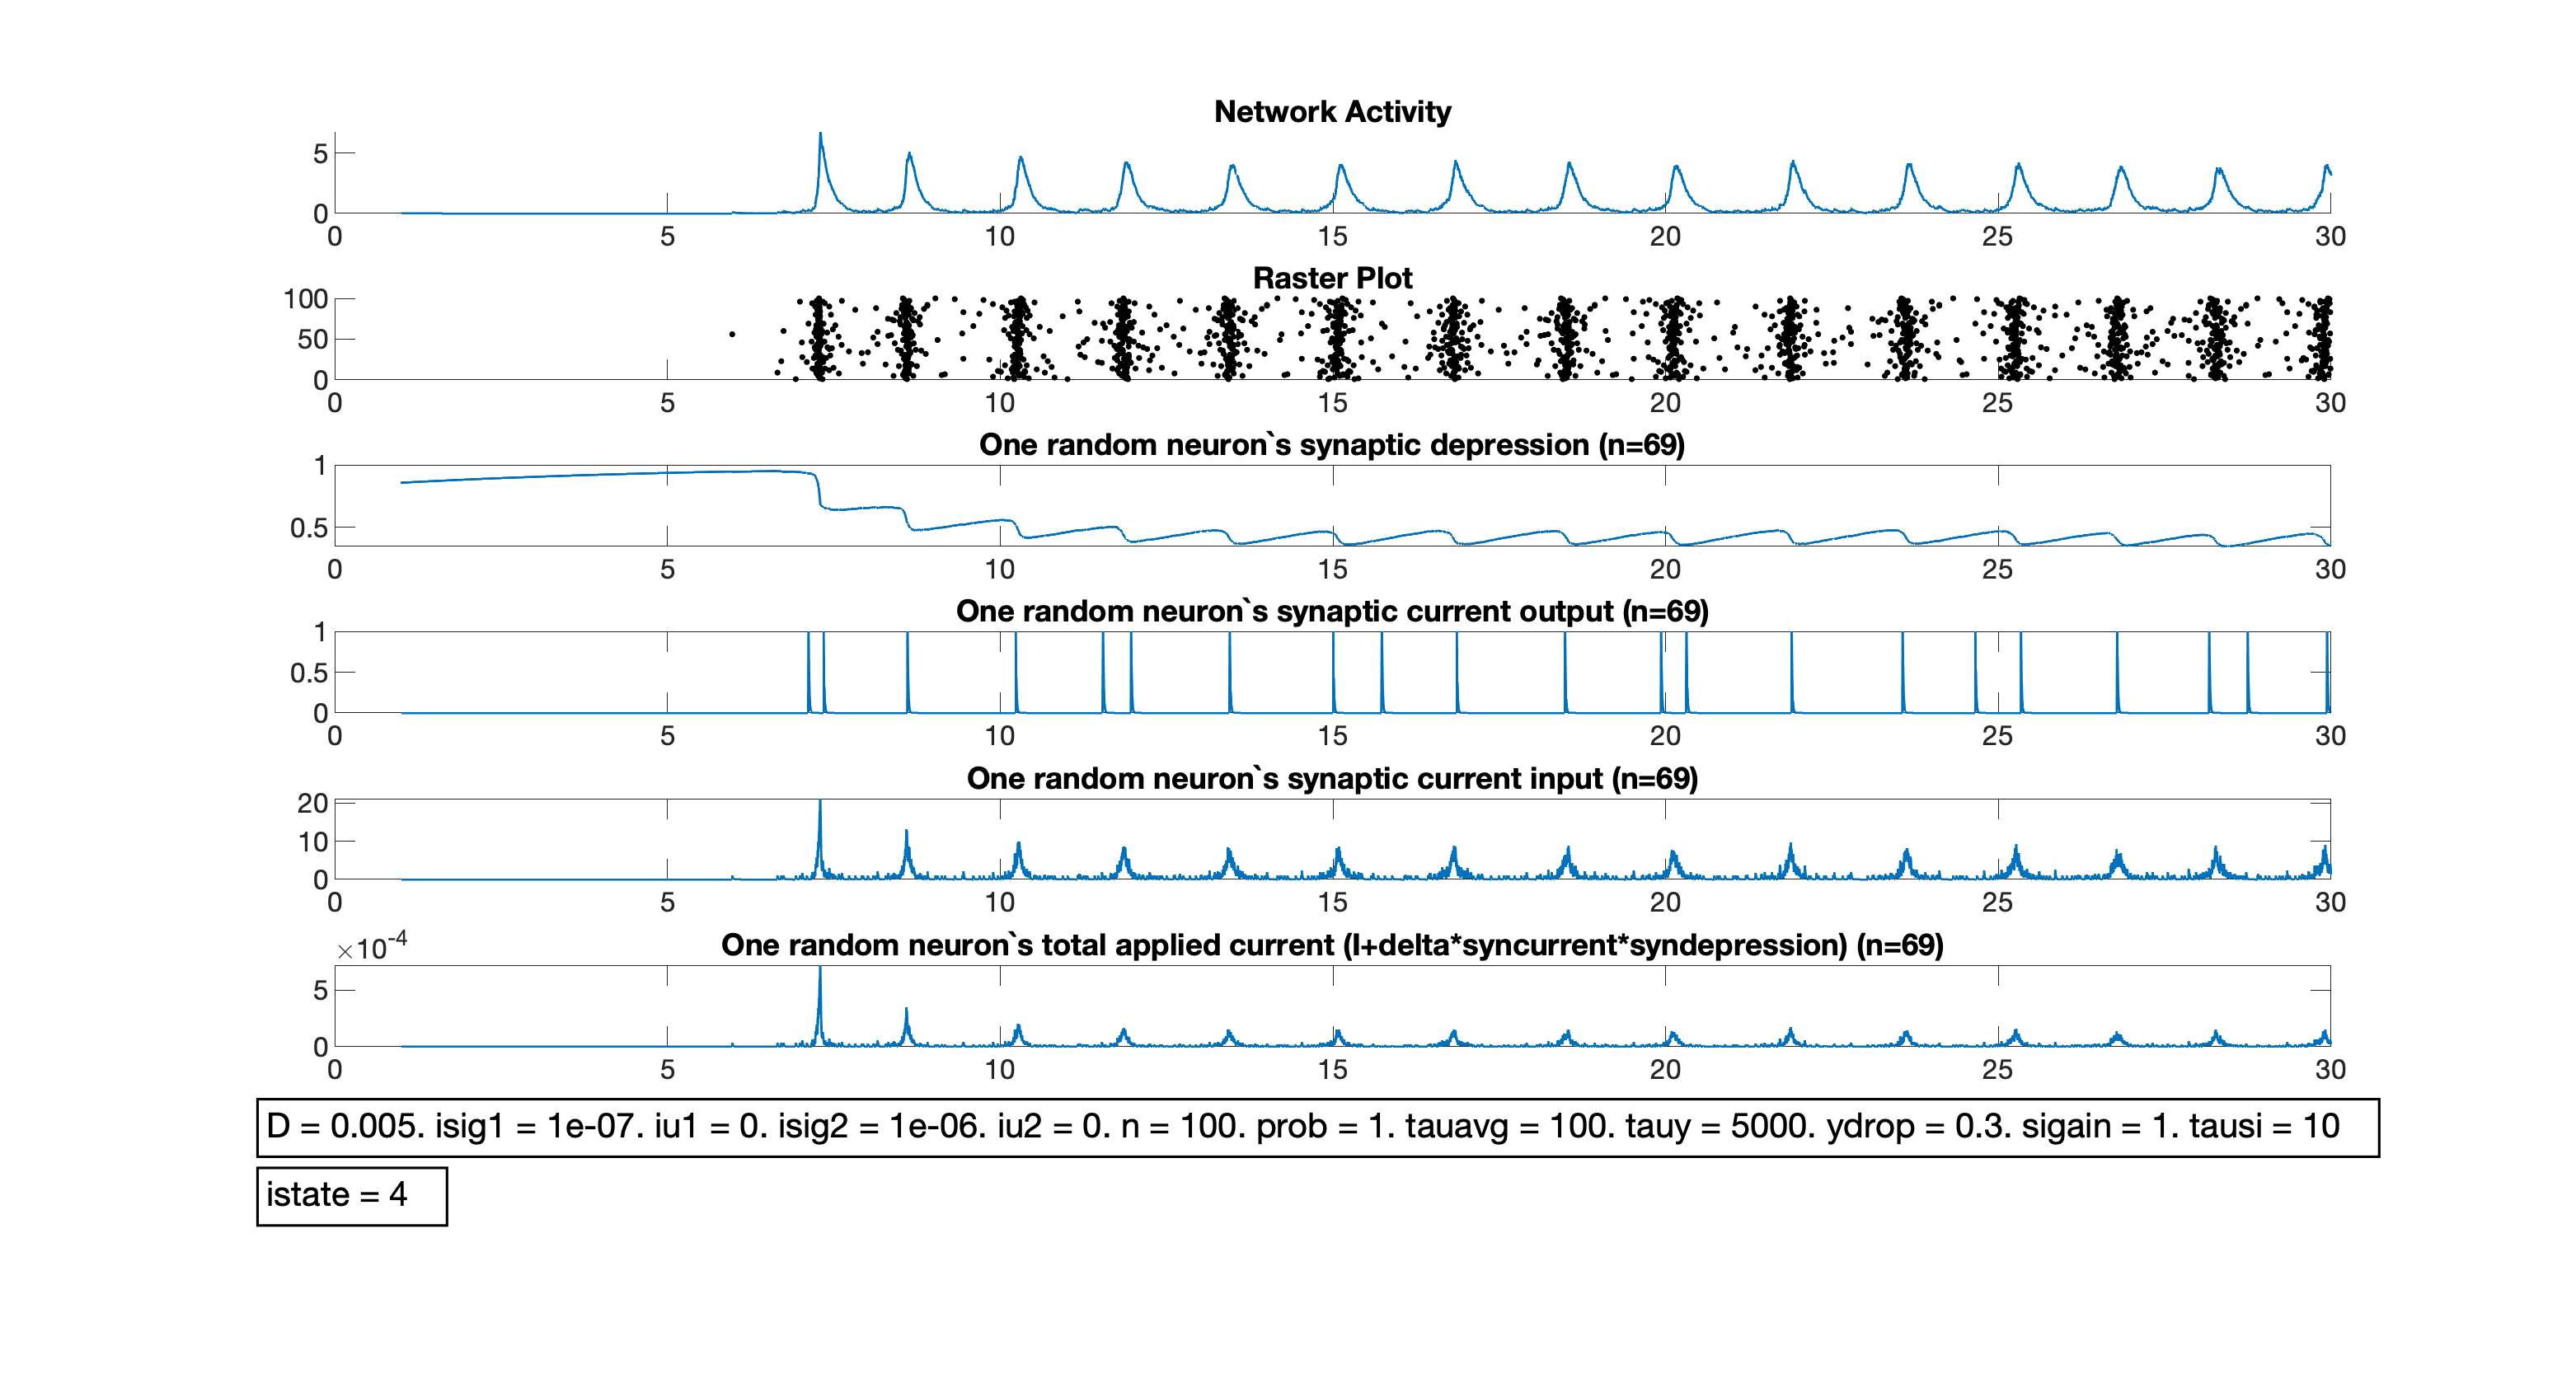 Network Activity
5
0
0 5 10 15 20 25 30
Raster Plot
100
50
0
0 5 10 15 20 25 30
One random neuron`s synaptic depression (n=69)
1
0.5
0 5 10 15 20 25 30
One random neuron`s synaptic current output (n=69)
1
0.5
0
0 5 10 15 20 25 30
One random neuron`s synaptic current input (n=69)
20
10
0
0 5 10 15 20 25 30
×10-4
One random neuron`s total applied current (I+delta*syncurrent*syndepression) (n=69)
5
0
0 5 10 15 20 25 30
D = 0.005. isig1 = 1e-07. iu1 = 0. isig2 = 1e-06. iu2 = 0. n = 100. prob = 1. tauavg = 100. tauy = 5000. ydrop = 0.3. sigain = 1. tausi = 10
istate = 4